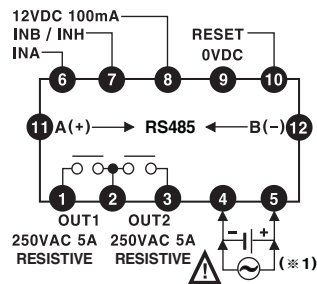 12VDC 100mA
INB / INH
INA
RESET
0VDC
6 7 8 9 10
11 A(+) RS485 B(-) 12
1 2 3 4 5
OUT1 OUT2
250VAC 5A 250VAC 5A
RESISTIVE RESISTIVE
- +
! (※1)